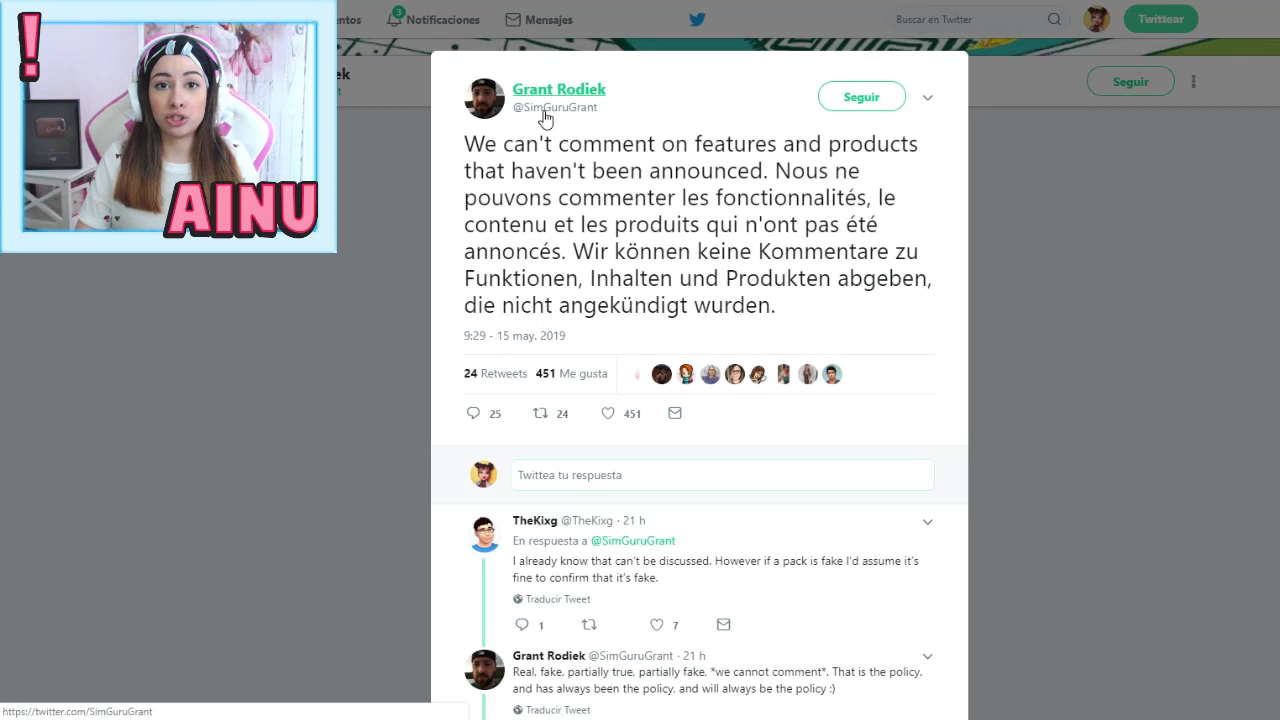 !
AINU
ntos
3
Notificaciones
Mensajes
Buscar en Twitter
Twittear
ek
t
Seguir
Grant Rodiek
@SimGuruGrant
Seguir
We can't comment on features and products
that haven't been announced. Nous ne
pouvons commenter les fonctionnalités, le
contenu et les produits qui n'ont pas été
annoncés. Wir können keine Kommentare zu
Funktionen, Inhalten und Produkten abgeben,
die nicht angekündigt wurden.
9:29 - 15 may. 2019
24 Retweets 451 Me gusta
25 24 451
Twittea tu respuesta
TheKixg @TheKixg · 21 h
En respuesta a @SimGuruGrant
I already know that can't be discussed. However if a pack is fake I'd assume it's
fine to confirm that it's fake.
Traducir Tweet
1 7
Grant Rodiek @SimGuruGrant · 21 h
Real, fake, partially true, partially fake, *we cannot comment*. That is the policy,
and has always been the policy, and will always be the policy :)
Traducir Tweet
https://twitter.com/SimGuruGrant